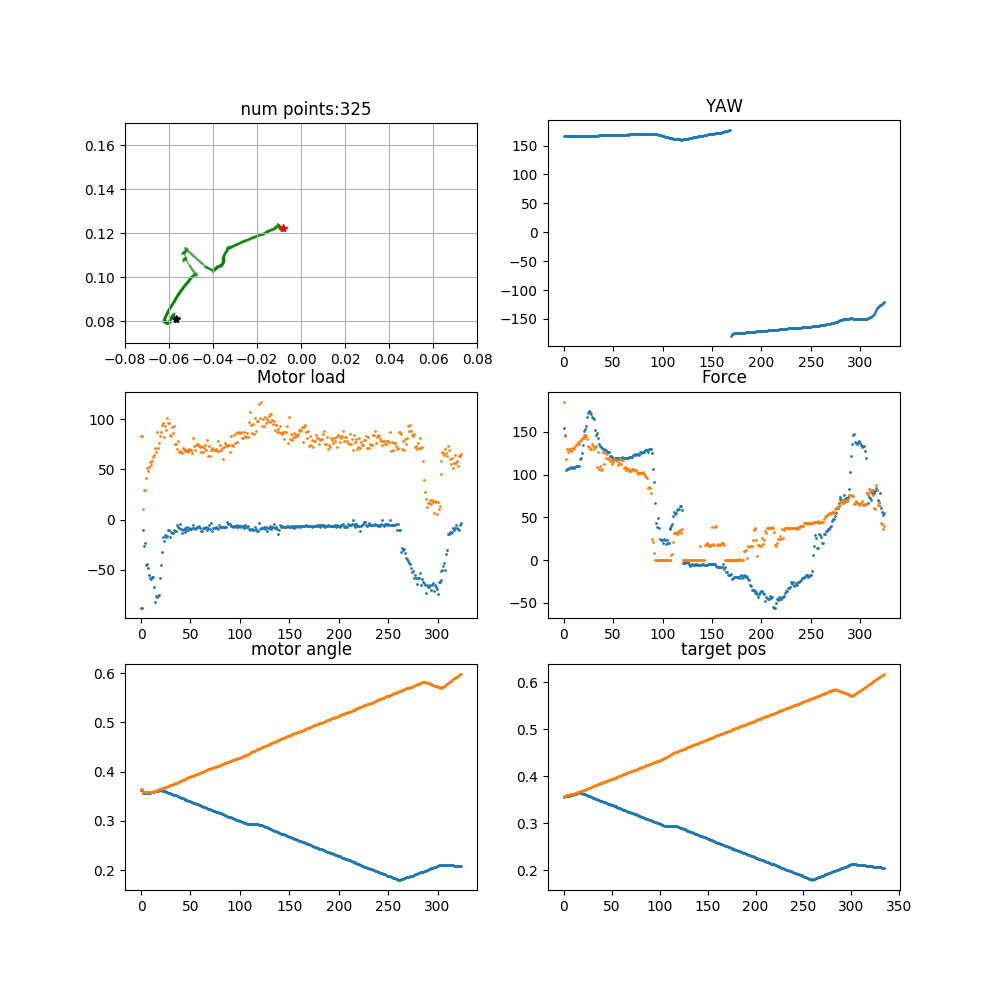 num points:325
YAW
0.16
0.14
0.12
0.10
0.08
−0.08 −0.06 −0.04 −0.02 0.00 0.02 0.04 0.06 0.08
150
100
50
0
−50
−100
−150
0 50 100 150 200 250 300
Motor load
Force
100
50
0
−50
0 50 100 150 200 250 300
150
100
50
0
−50
0 50 100 150 200 250 300
motor angle
target pos
0.6
0.5
0.4
0.3
0.2
0 50 100 150 200 250 300
0.6
0.5
0.4
0.3
0.2
0 50 100 150 200 250 300 350